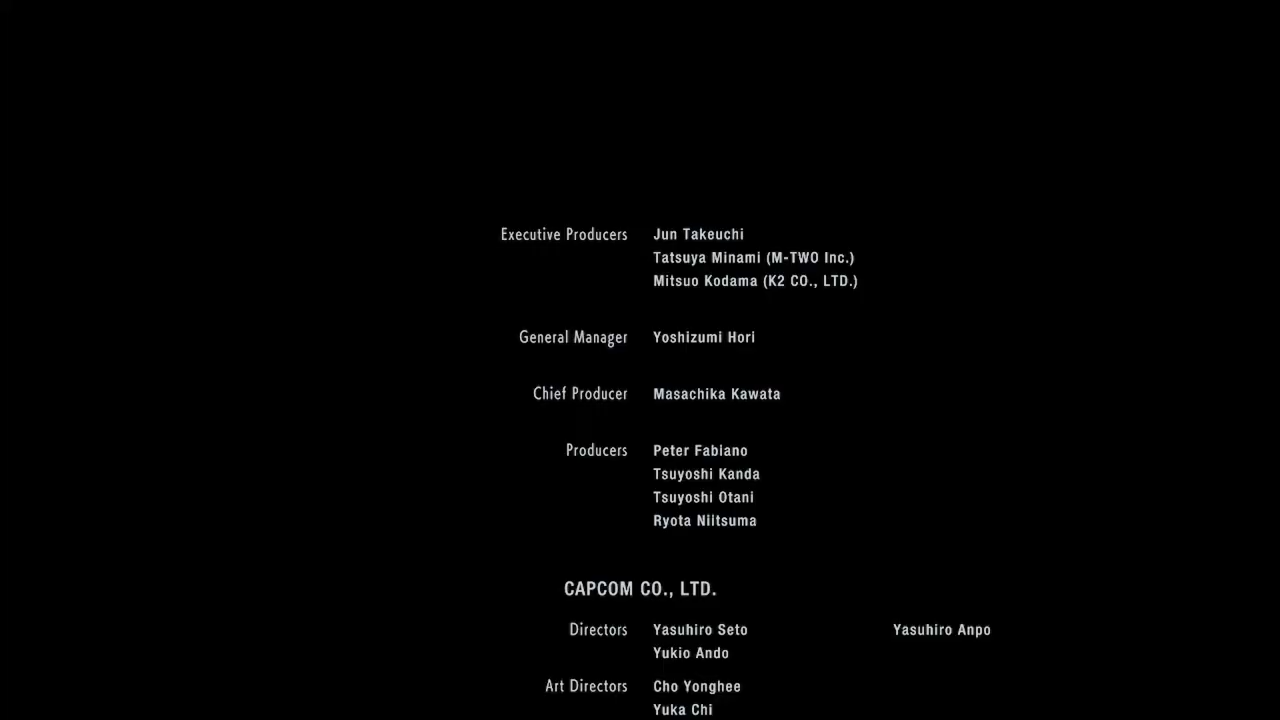 Executive Producers Jun Takeuchi
Tatsuya Minami (M-TWO Inc.)
Mitsuo Kodama (K2 CO., LTD.)
General Manager Yoshizumi Hori
Chief Producer Masachika Kawata
Producers Peter Fabiano
Tsuyoshi Kanda
Tsuyoshi Otani
Ryota Niitsuma
CAPCOM CO., LTD.
Directors Yasuhiro Seto Yasuhiro Anpo
Yukio Ando
Art Directors Cho Yonghee
Yuka Chi